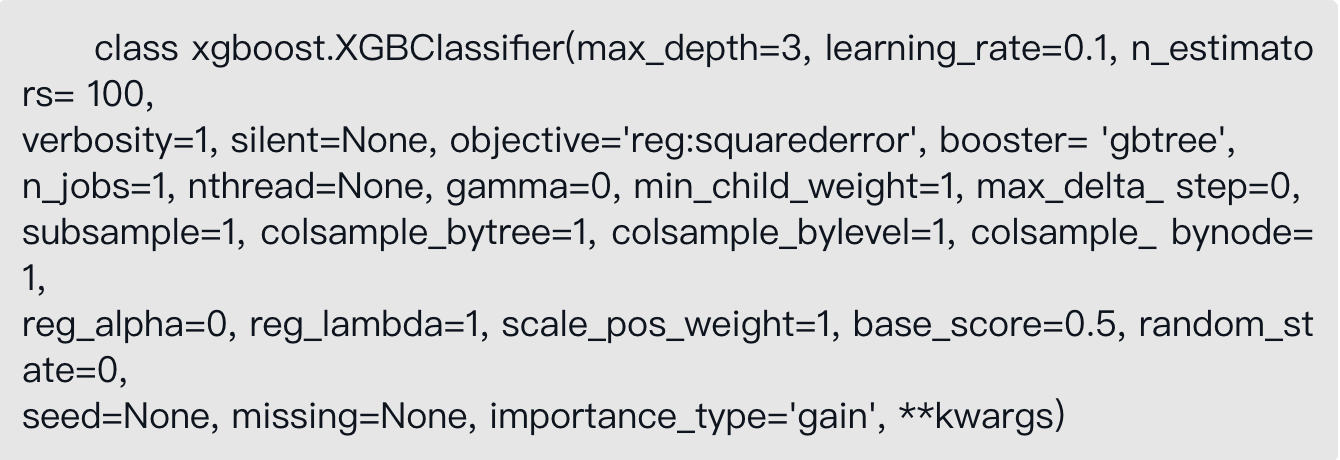 class xgboost.XGBClassifier(max_depth=3, learning_rate=0.1, n_estimato
rs= 100,
verbosity=1, silent=None, objective='reg:squarederror', booster= 'gbtree',
n_jobs=1, nthread=None, gamma=0, min_child_weight=1, max_delta_ step=0,
subsample=1, colsample_bytree=1, colsample_bylevel=1, colsample_ bynode=
1,
reg_alpha=0, reg_lambda=1, scale_pos_weight=1, base_score=0.5, random_st
ate=0,
seed=None, missing=None, importance_type='gain', **kwargs)